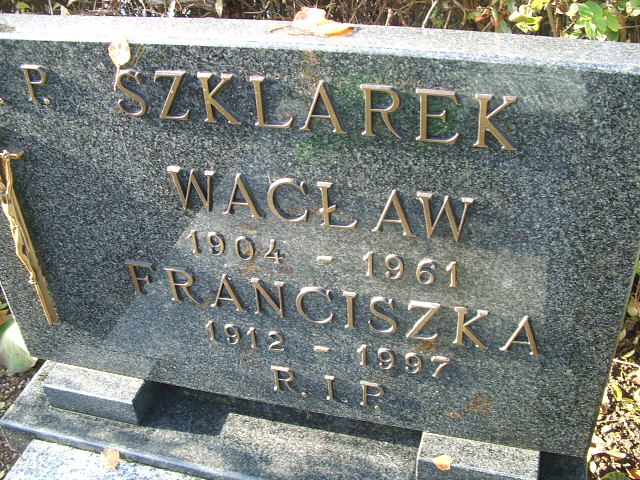 . P. SZKLAREK
WACŁAW
1904 – 1961
FRANCISZKA
1912 – 1997
R. I. P.